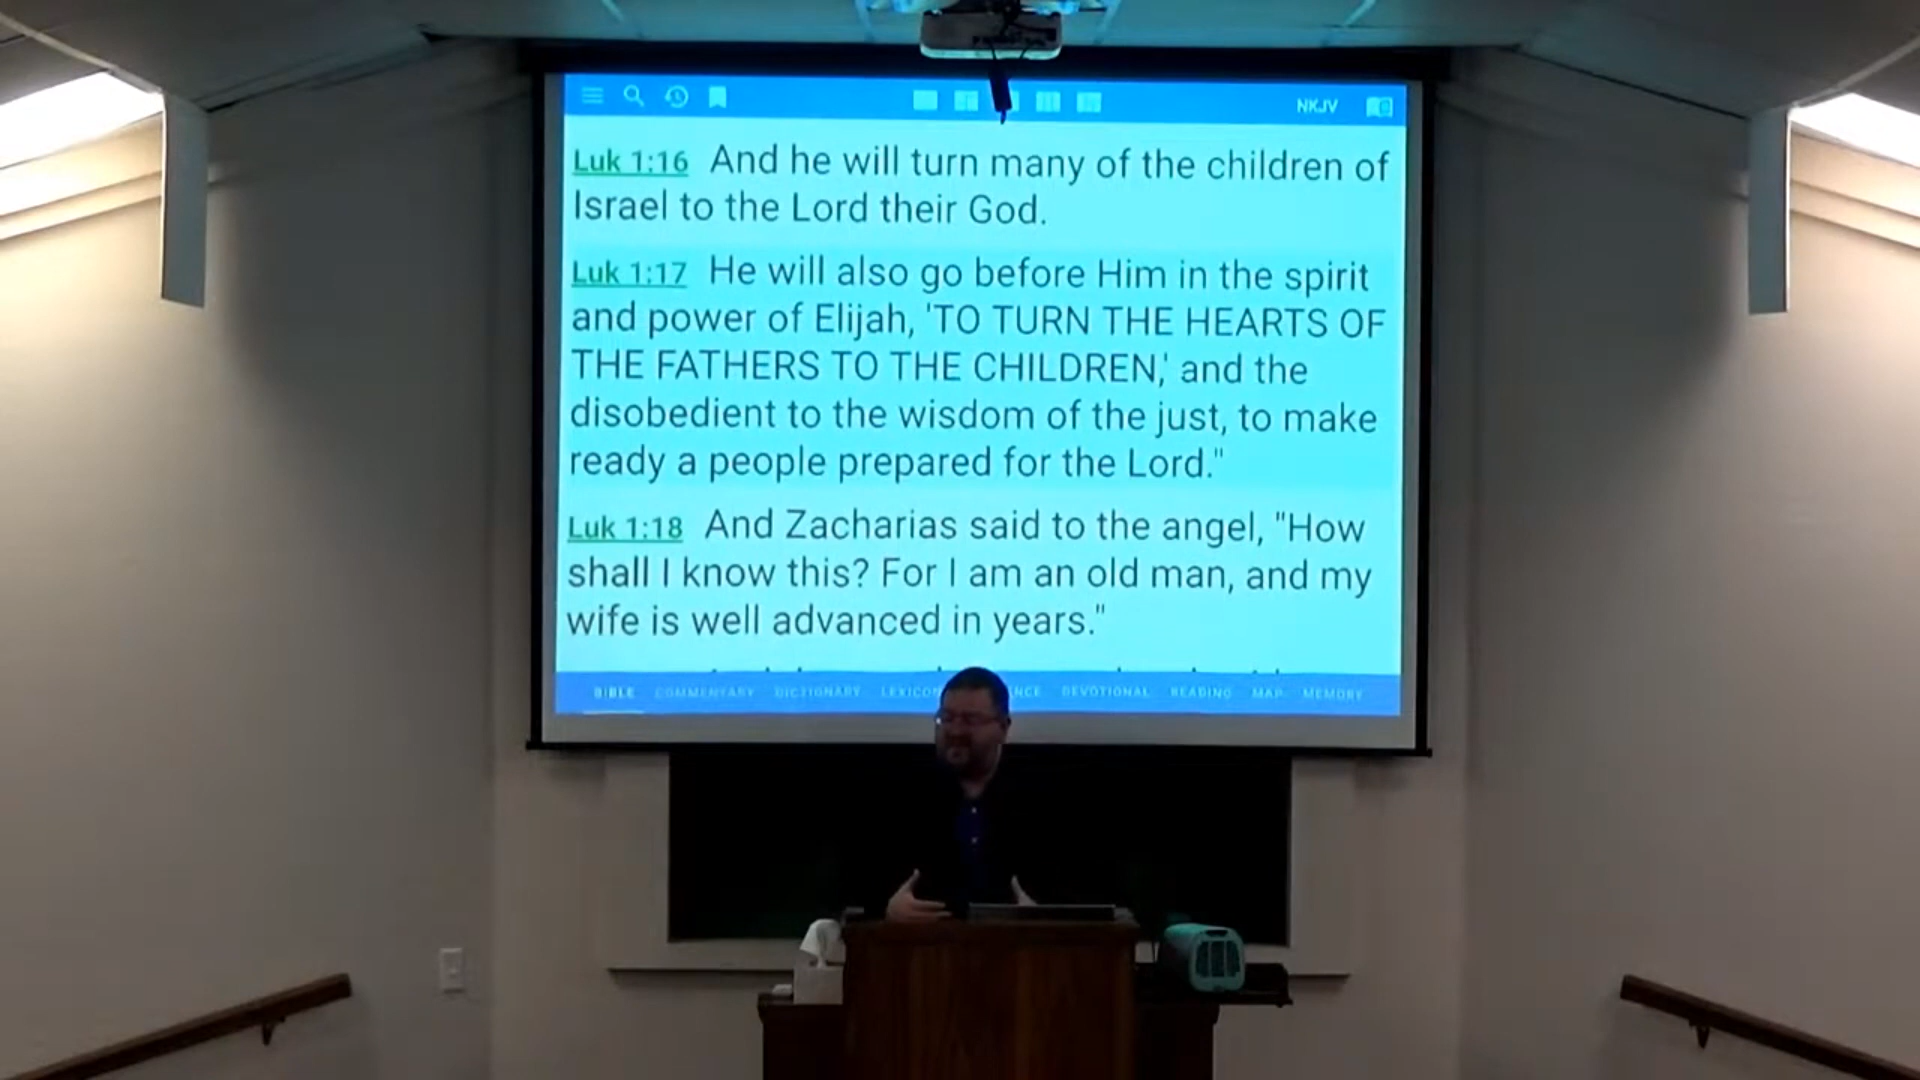 NKJV
Luk 1:16 And he will turn many of the children of
Israel to the Lord their God.
Luk 1:17 He will also go before Him in the spirit
and power of Elijah, 'TO TURN THE HEARTS OF
THE FATHERS TO THE CHILDREN,' and the
disobedient to the wisdom of the just, to make
ready a people prepared for the Lord."
Luk 1:18 And Zacharias said to the angel, "How
shall I know this? For I am an old man, and my
wife is well advanced in years."
BIBLE COMMENTARY DICTIONARY LEXICON NCE DEVOTIONAL READING MAP MEMORY